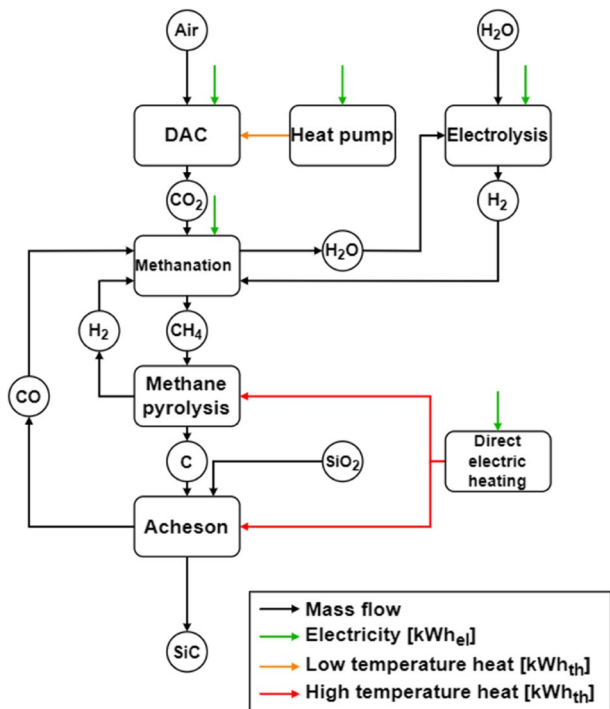 Air
H₂O
DAC
Heat pump
Electrolysis
CO₂
H₂
Methanation
H₂O
H₂
CH₄
CO
Methane
pyrolysis
Direct
electric
heating
C
SiO₂
Acheson
SiC
Mass flow
Electricity [kWhₑₗ]
Low temperature heat [kWhₜₕ]
High temperature heat [kWhₜₕ]